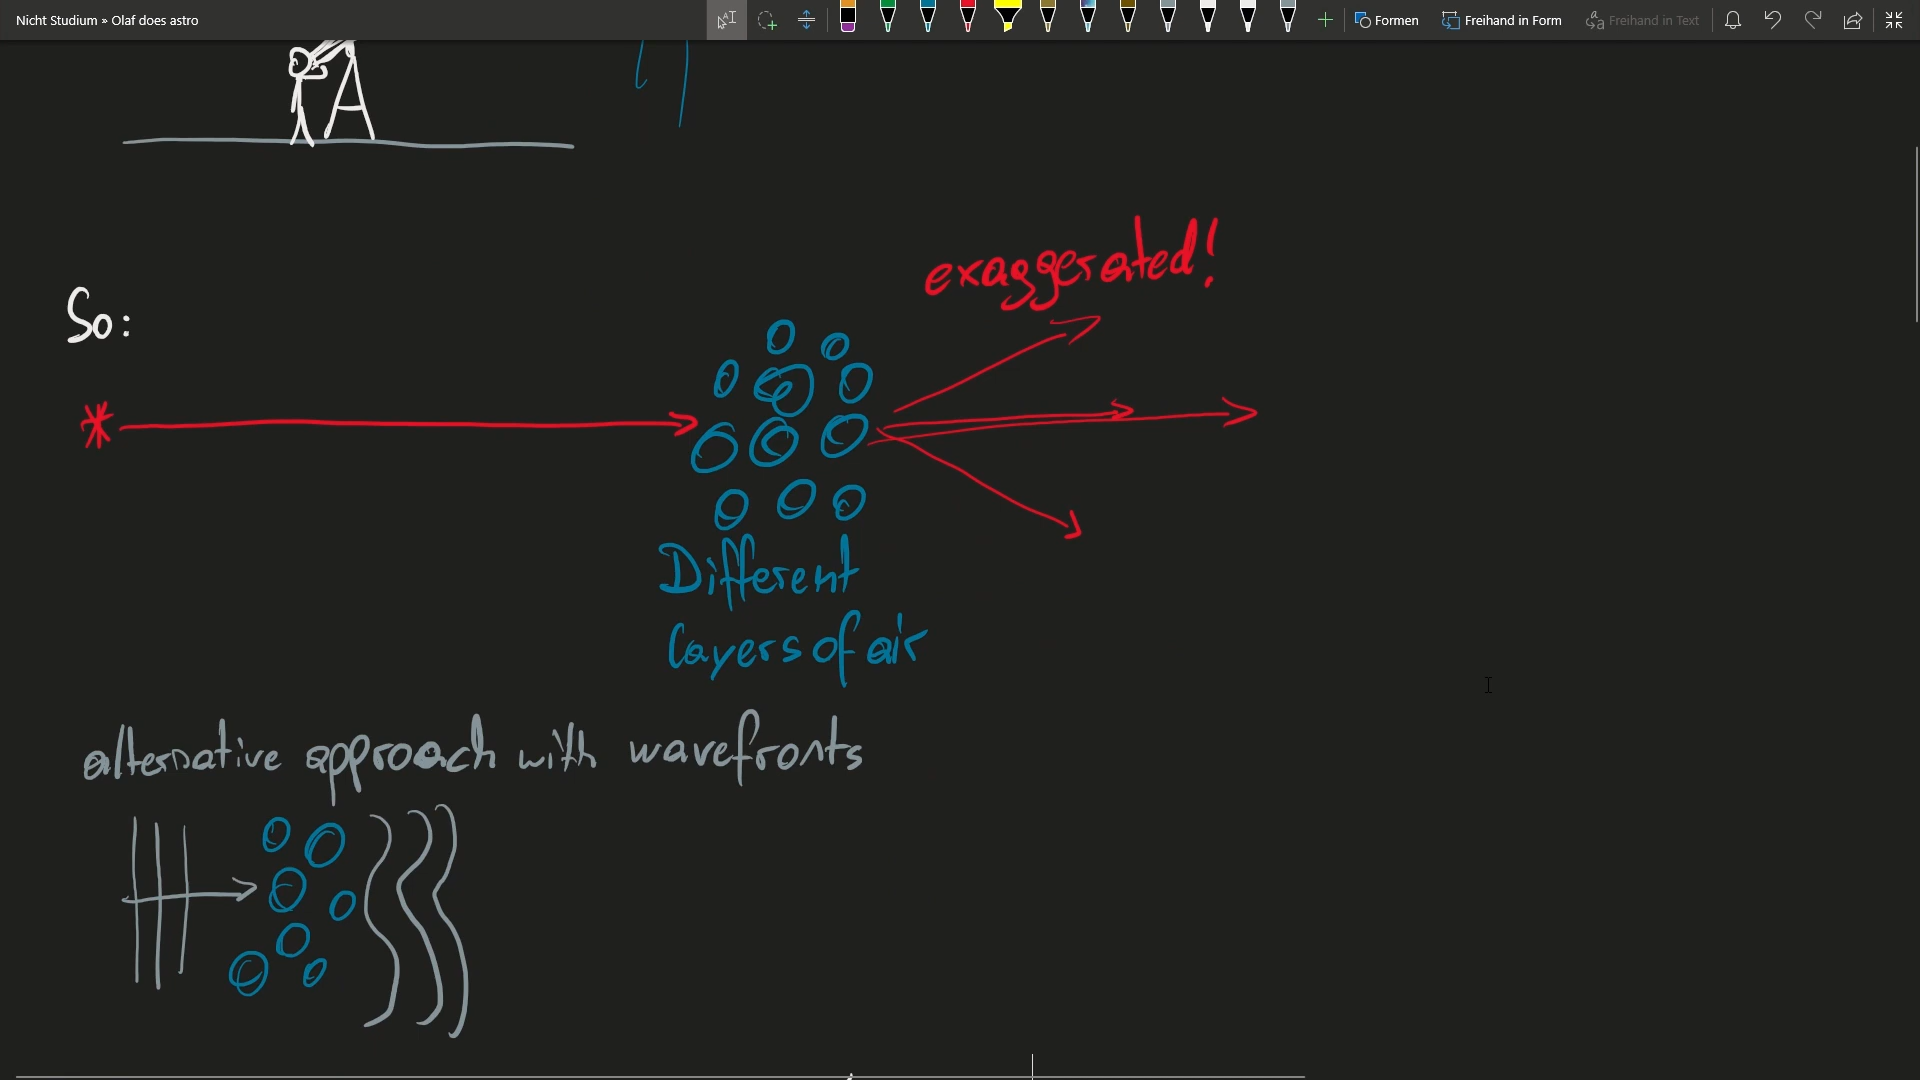 Nicht Studium » Olaf does astro
Formen
Freihand in Form
Freihand in Text
exaggerated!
So:
Different
layers of air
alternative approach with wavefronts